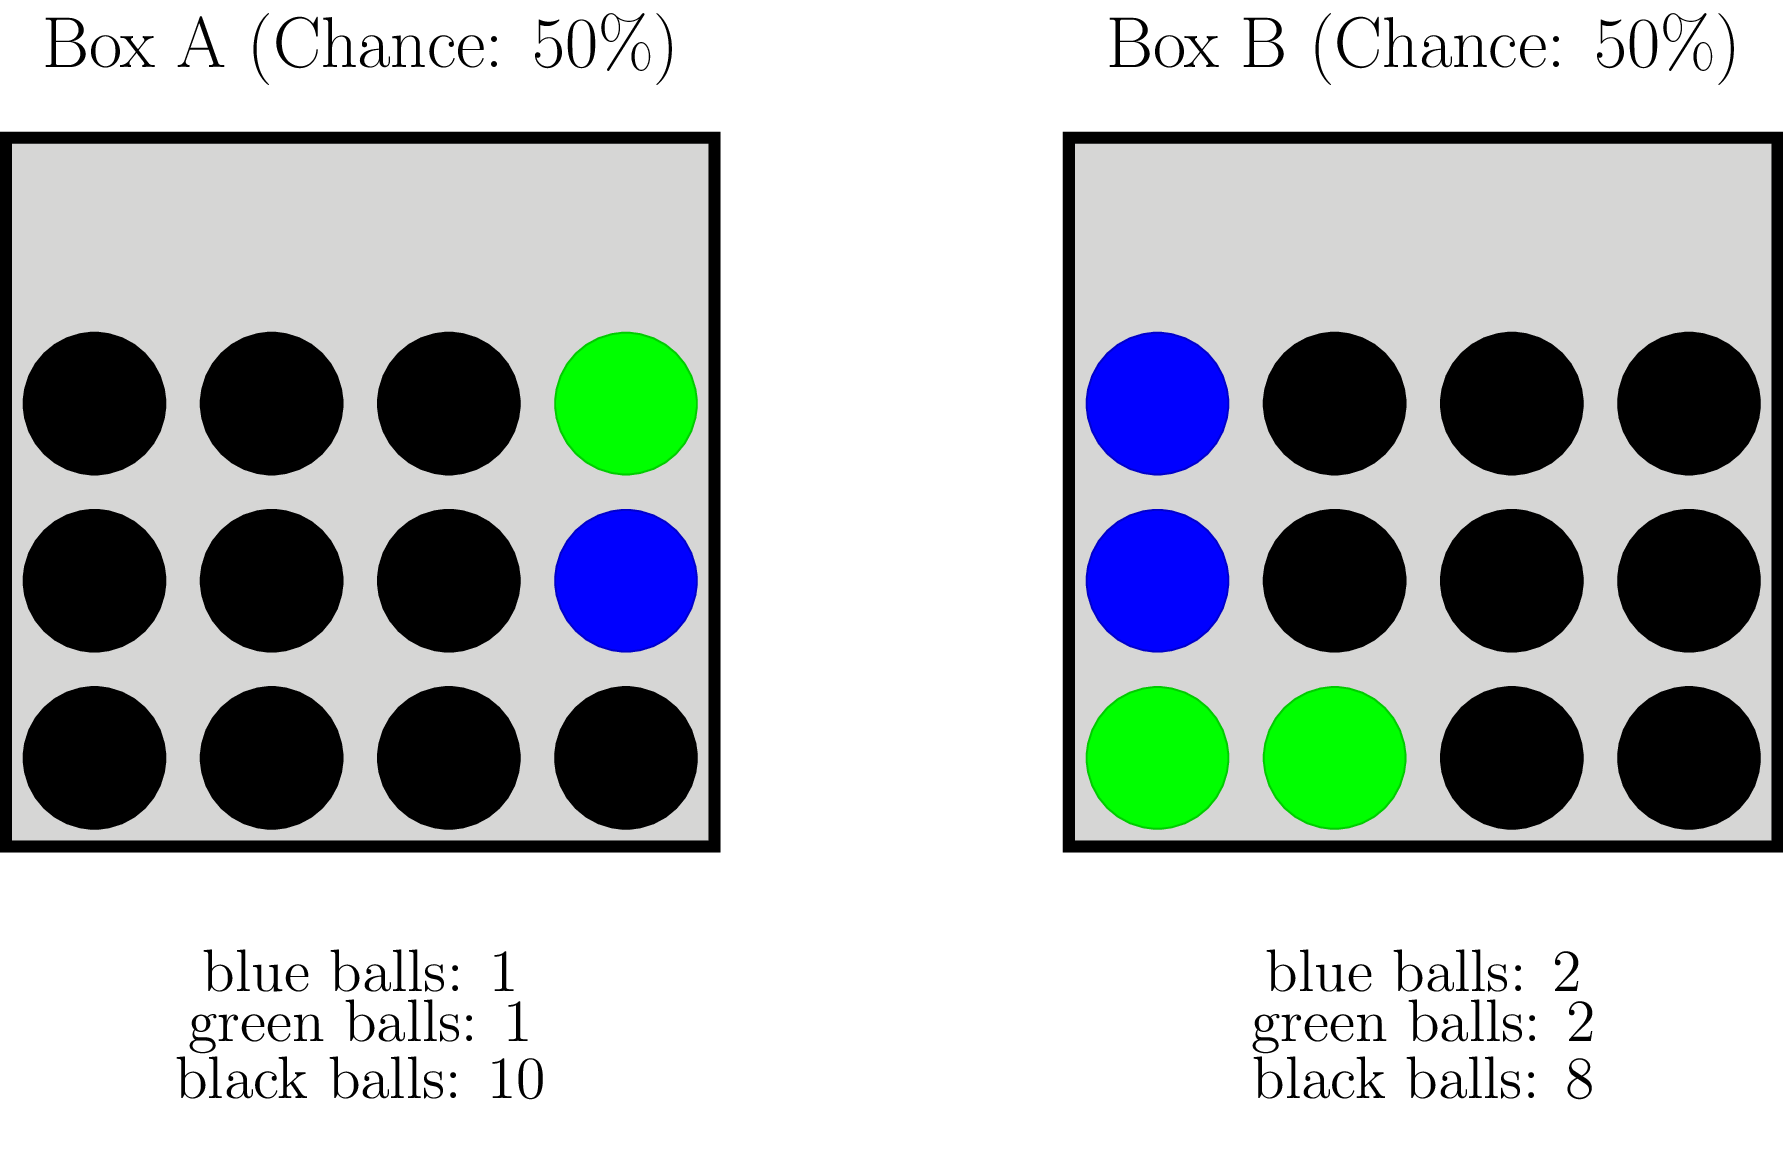 Box A (Chance: 50%)
Box B (Chance: 50%)
blue balls: 1
green balls: 1
black balls: 10
blue balls: 2
green balls: 2
black balls: 8